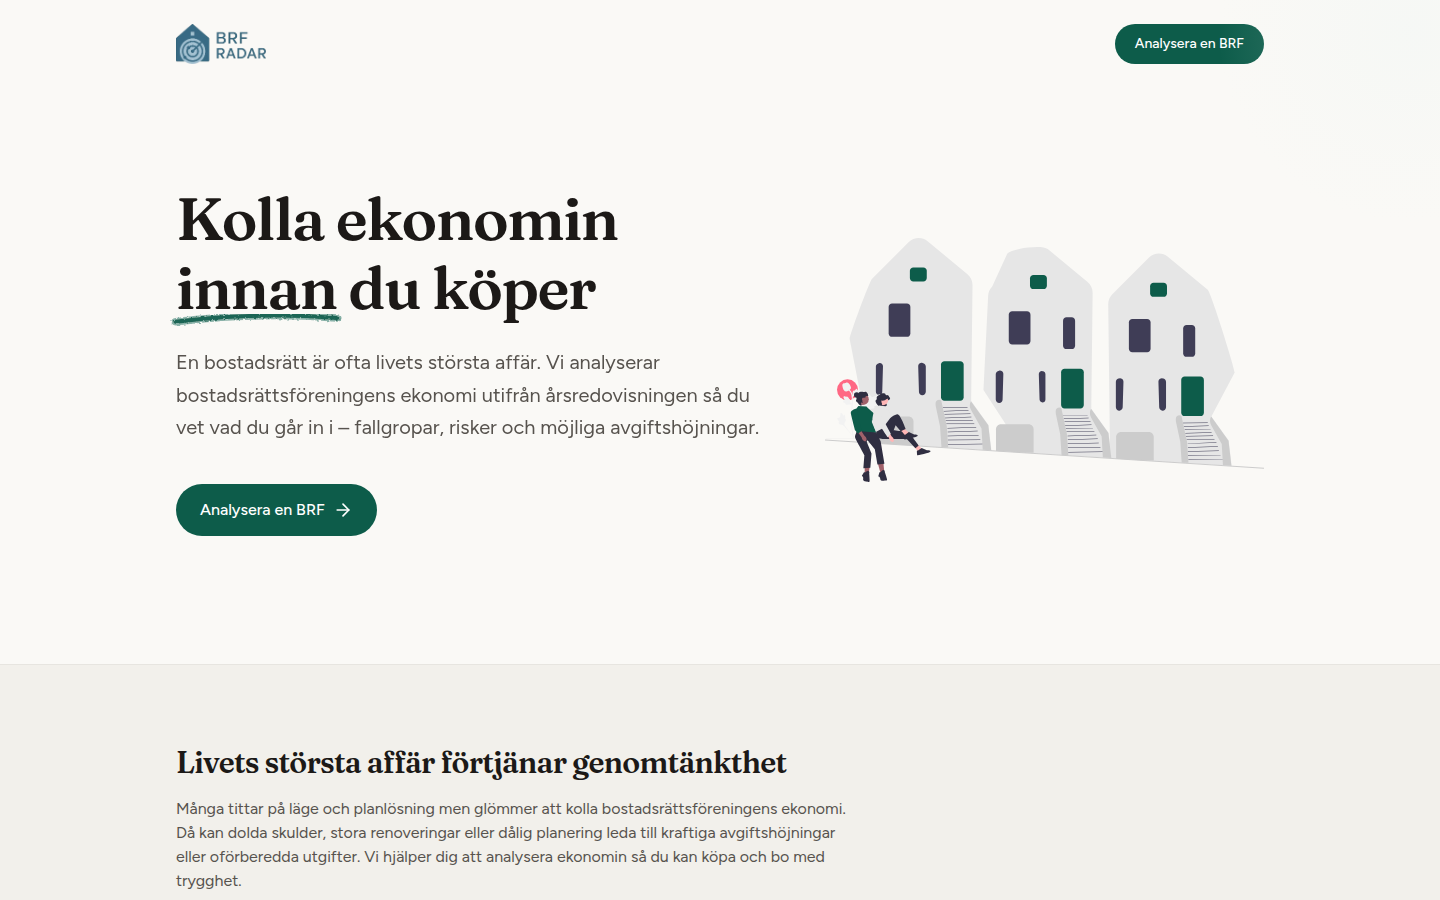 BRF
RADAR
Analysera en BRF
Kolla ekonomin
innan du köper
En bostadsrätt är ofta livets största affär. Vi analyserar
bostadsrättsföreningens ekonomi utifrån årsredovisningen så du
vet vad du går in i – fallgropar, risker och möjliga avgiftshöjningar.
Analysera en BRF
Livets största affär förtjänar genomtänkthet
Många tittar på läge och planlösning men glömmer att kolla bostadsrättsföreningens ekonomi.
Då kan dolda skulder, stora renoveringar eller dålig planering leda till kraftiga avgiftshöjningar
eller oförberedda utgifter. Vi hjälper dig att analysera ekonomin så du kan köpa och bo med
trygghet.